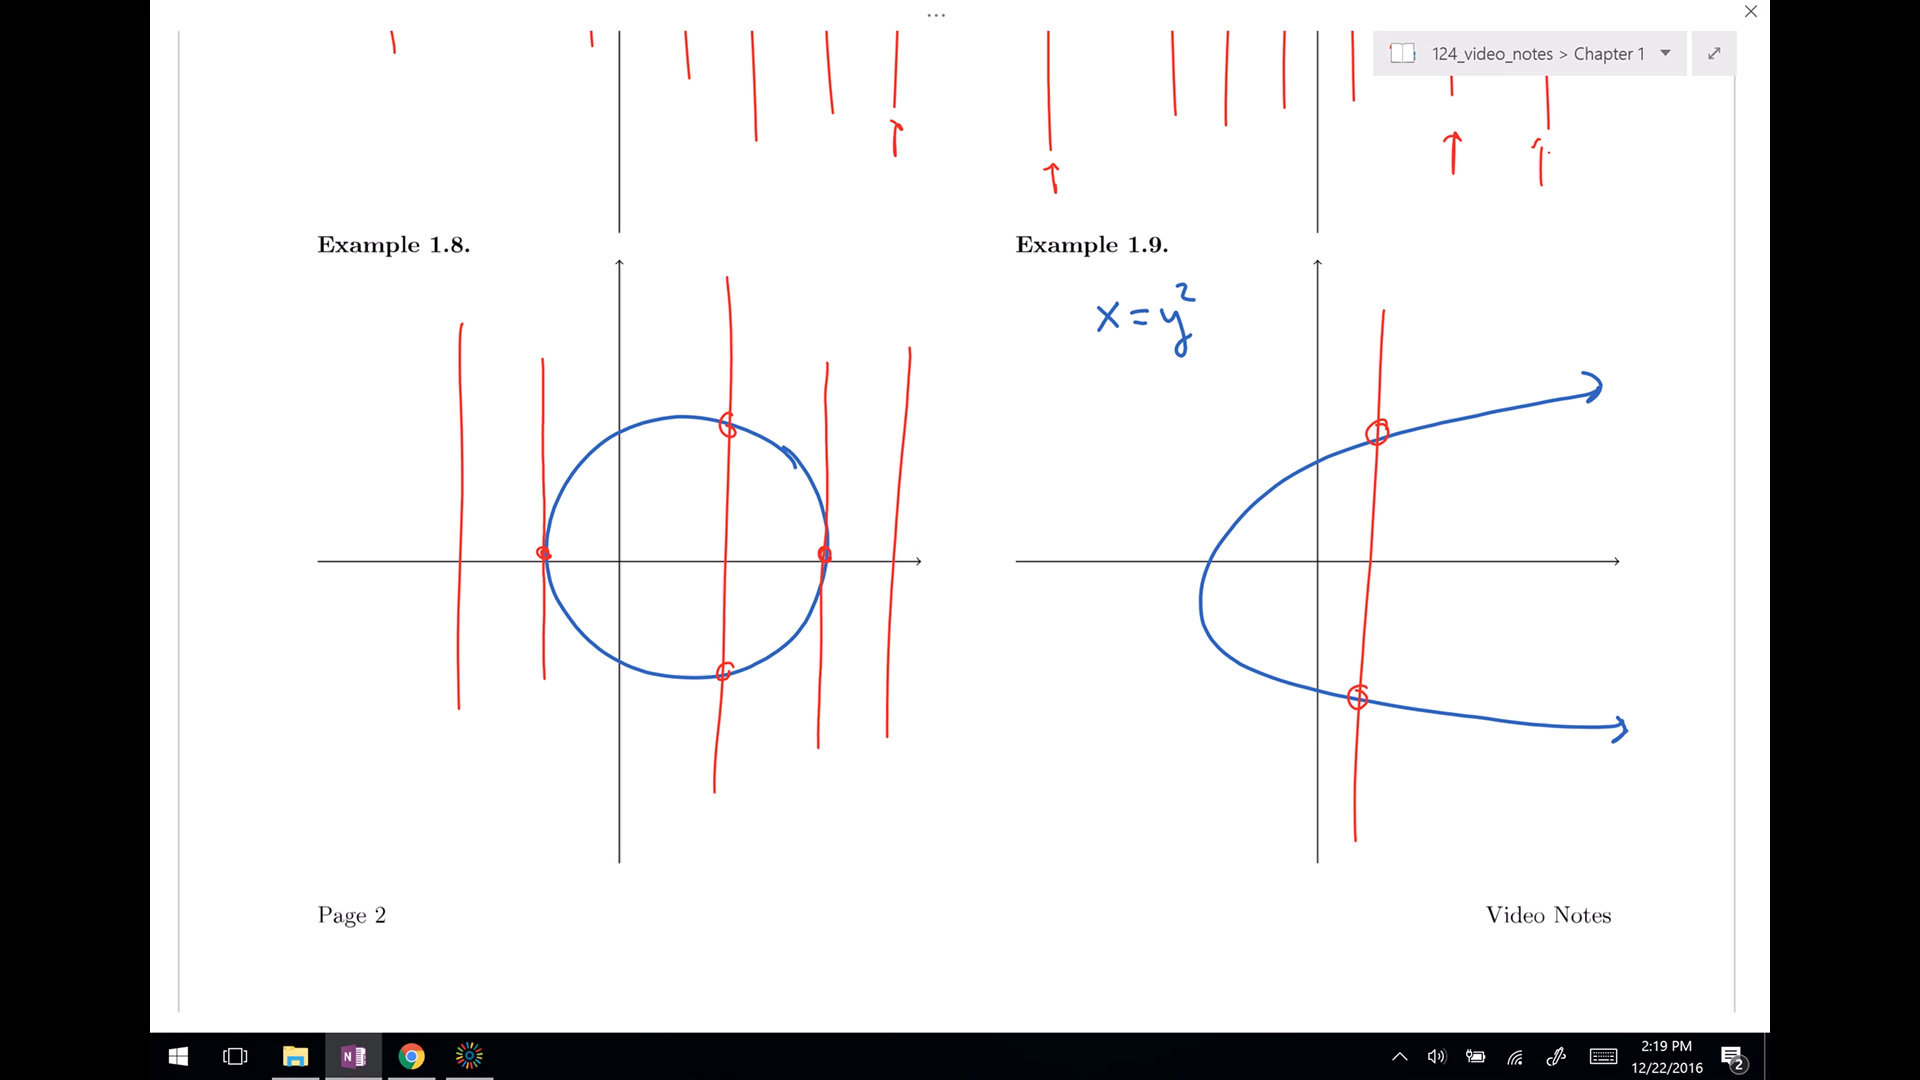 124_video_notes > Chapter 1
Example 1.8.
Example 1.9.
x = y²
Page 2
Video Notes
N
2:19 PM
12/22/2016
2